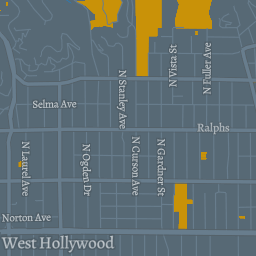 N Stanley Ave
N Vista St
N Fuller Ave
Selma Ave
Ralphs
N Laurel Ave
N Ogden Dr
N Curson Ave
N Gardner St
Norton Ave
West Hollywood